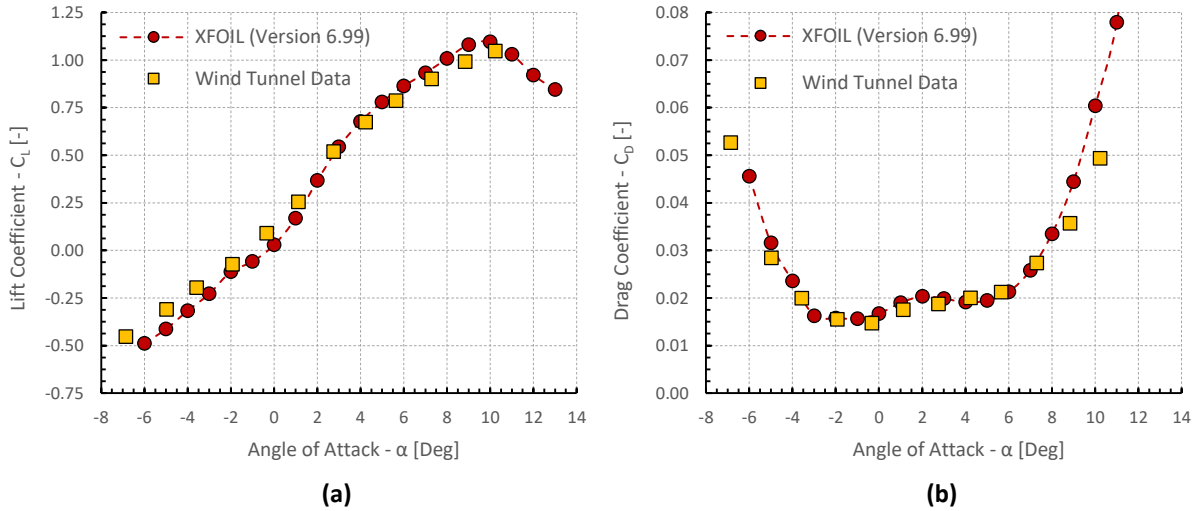 1.25
1.00
0.75
0.50
0.25
0.00
-0.25
-0.50
-0.75
Lift Coefficient - CL [-]
XFOIL (Version 6.99)
Wind Tunnel Data
-8 -6 -4 -2 0 2 4 6 8 10 12 14
Angle of Attack - α [Deg]
(a)
0.08
0.07
0.06
0.05
0.04
0.03
0.02
0.01
0.00
Drag Coefficient - CD [-]
XFOIL (Version 6.99)
Wind Tunnel Data
-8 -6 -4 -2 0 2 4 6 8 10 12 14
Angle of Attack - α [Deg]
(b)